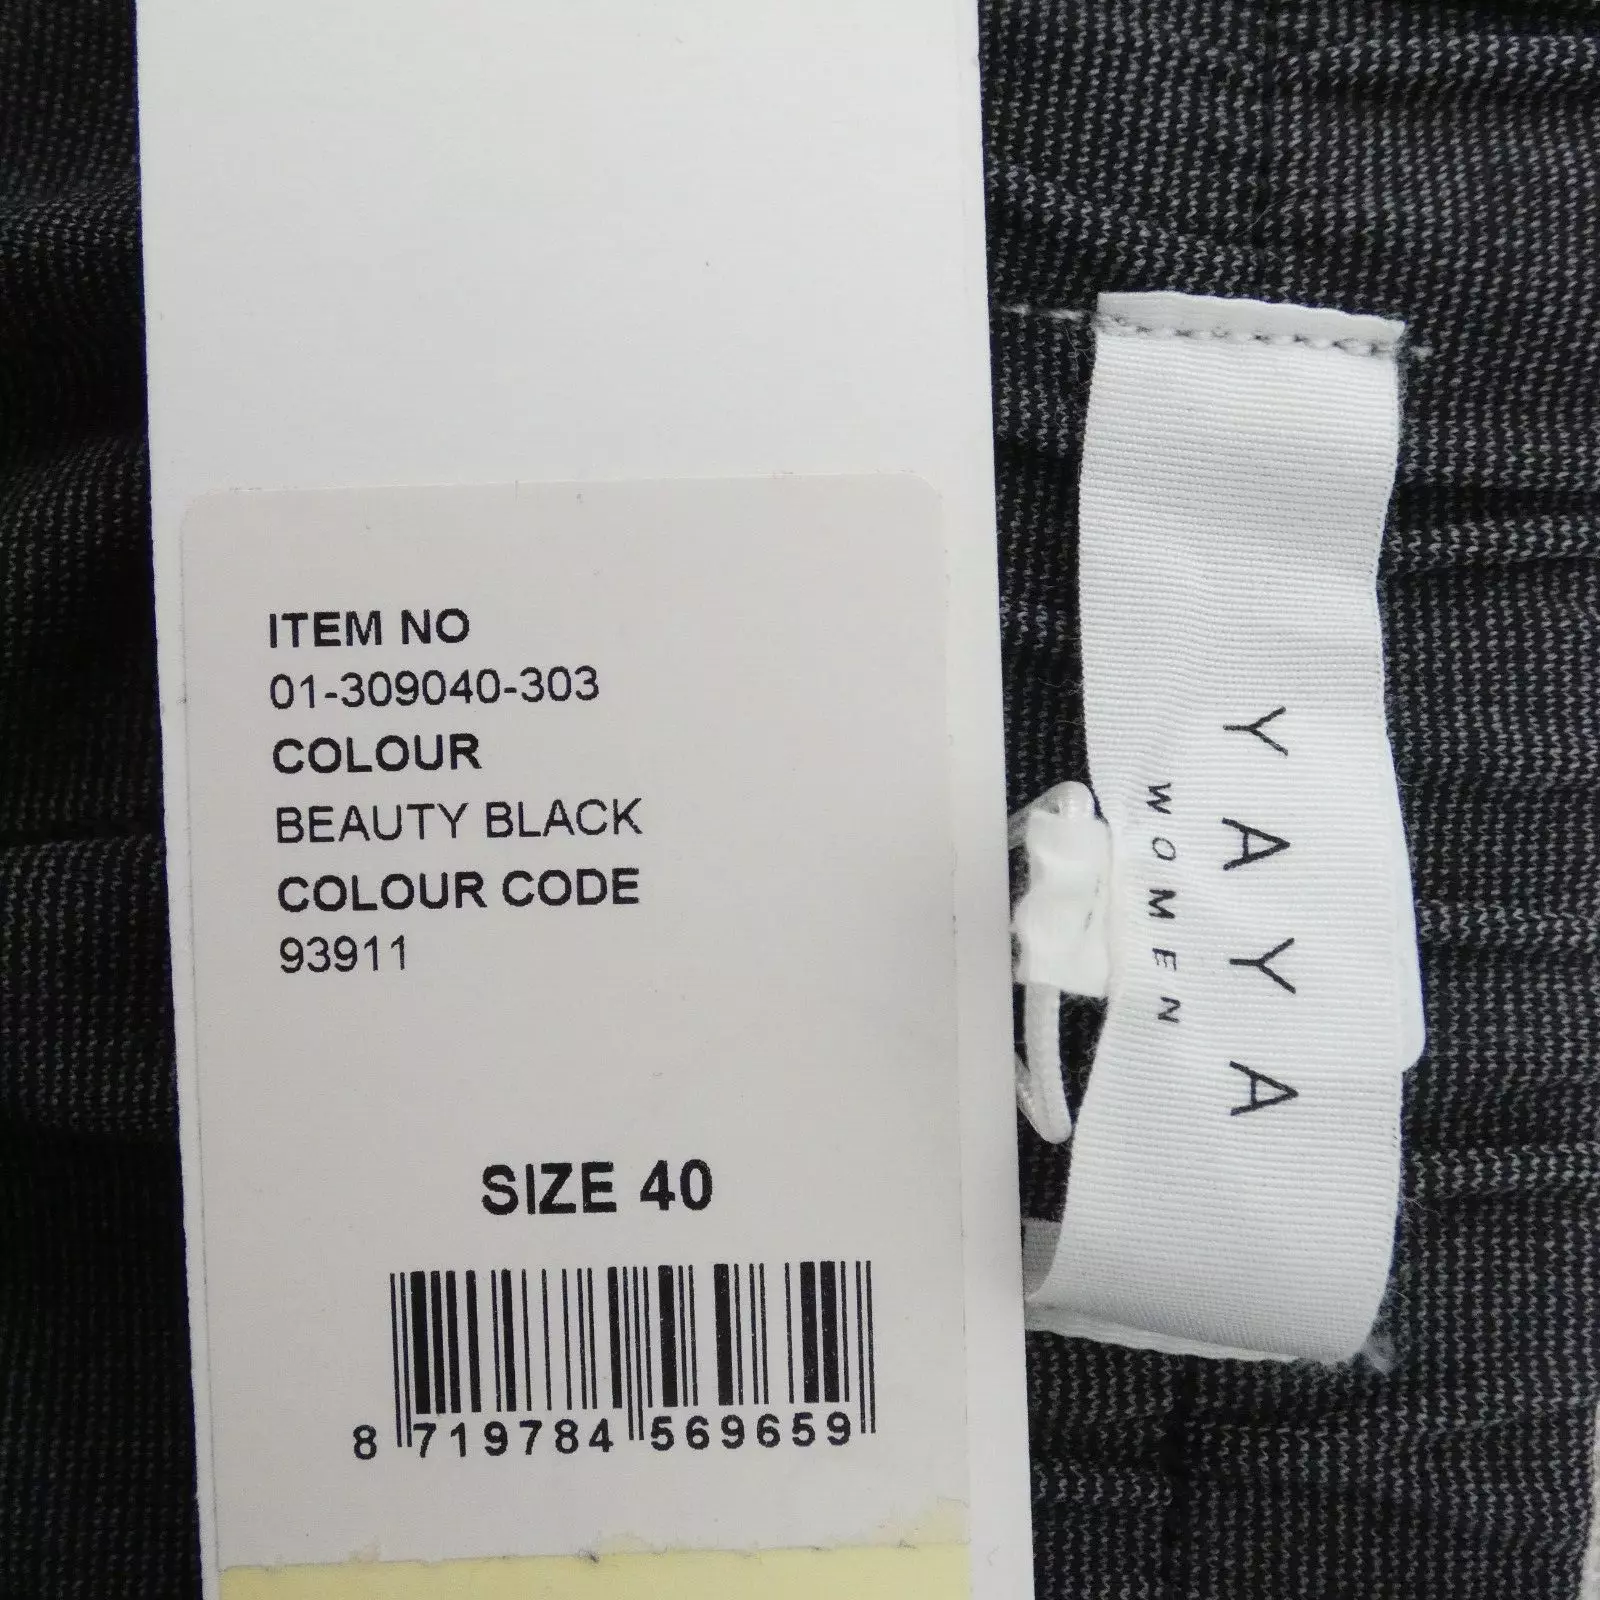 ITEM NO
01-309040-303
COLOUR
BEAUTY BLACK
COLOUR CODE
93911
SIZE 40
8 719784 569659
YAYA
WOMEN